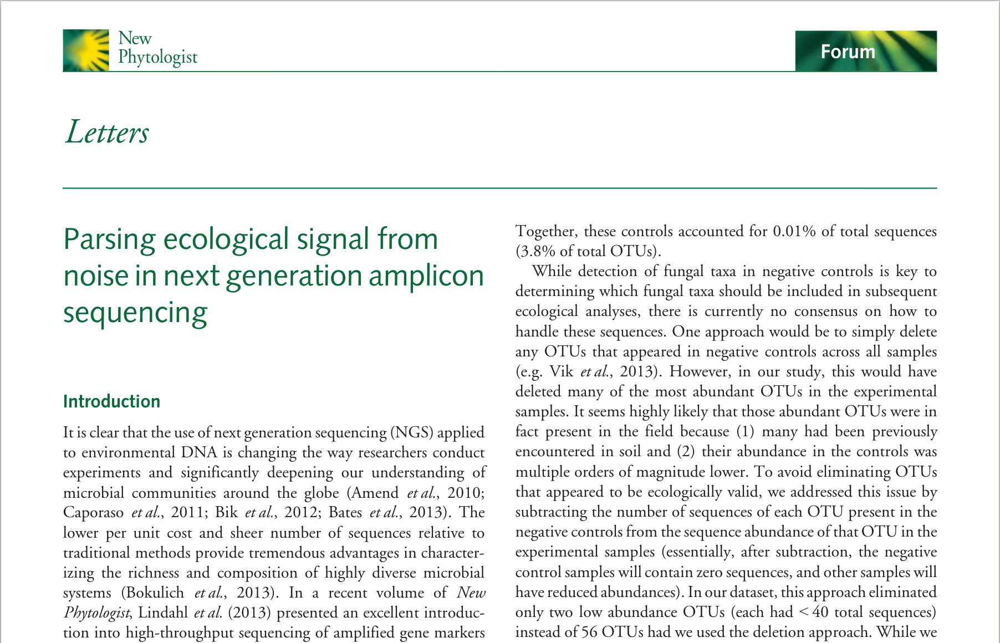 New
Phytologist
Forum
Letters
Parsing ecological signal from
noise in next generation amplicon
sequencing
Introduction
It is clear that the use of next generation sequencing (NGS) applied
to environmental DNA is changing the way researchers conduct
experiments and significantly deepening our understanding of
microbial communities around the globe (Amend et al., 2010;
Caporaso et al., 2011; Bik et al., 2012; Bates et al., 2013). The
lower per unit cost and sheer number of sequences relative to
traditional methods provide tremendous advantages in character-
izing the richness and composition of highly diverse microbial
systems (Bokulich et al., 2013). In a recent volume of New
Phytologist, Lindahl et al. (2013) presented an excellent introduc-
tion into high-throughput sequencing of amplified gene markers
Together, these controls accounted for 0.01% of total sequences
(3.8% of total OTUs).
While detection of fungal taxa in negative controls is key to
determining which fungal taxa should be included in subsequent
ecological analyses, there is currently no consensus on how to
handle these sequences. One approach would be to simply delete
any OTUs that appeared in negative controls across all samples
(e.g. Vik et al., 2013). However, in our study, this would have
deleted many of the most abundant OTUs in the experimental
samples. It seems highly likely that those abundant OTUs were in
fact present in the field because (1) many had been previously
encountered in soil and (2) their abundance in the controls was
multiple orders of magnitude lower. To avoid eliminating OTUs
that appeared to be ecologically valid, we addressed this issue by
subtracting the number of sequences of each OTU present in the
negative controls from the sequence abundance of that OTU in the
experimental samples (essentially, after subtraction, the negative
control samples will contain zero sequences, and other samples will
have reduced abundances). In our dataset, this approach eliminated
only two low abundance OTUs (each had < 40 total sequences)
instead of 56 OTUs had we used the deletion approach. While we